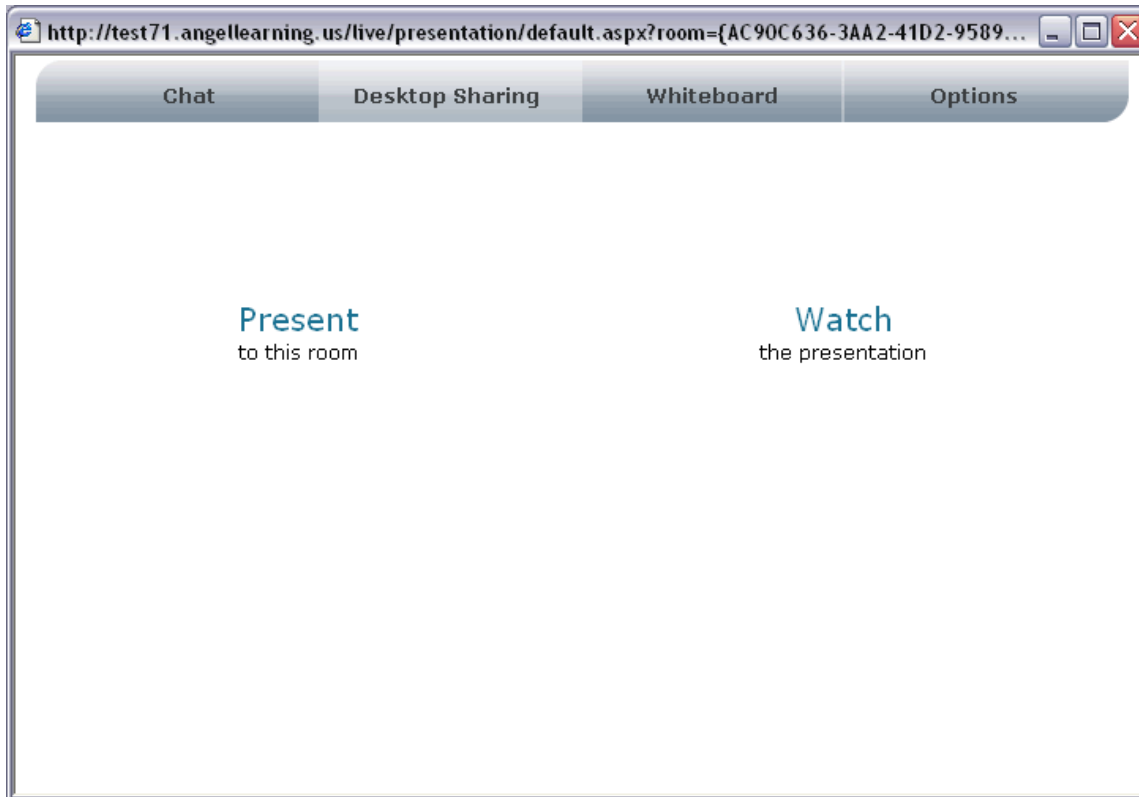 http://test71.angellearning.us/live/presentation/default.aspx?room={AC90C636-3AA2-41D2-9589...
Chat Desktop Sharing Whiteboard Options
Present Watch
to this room the presentation